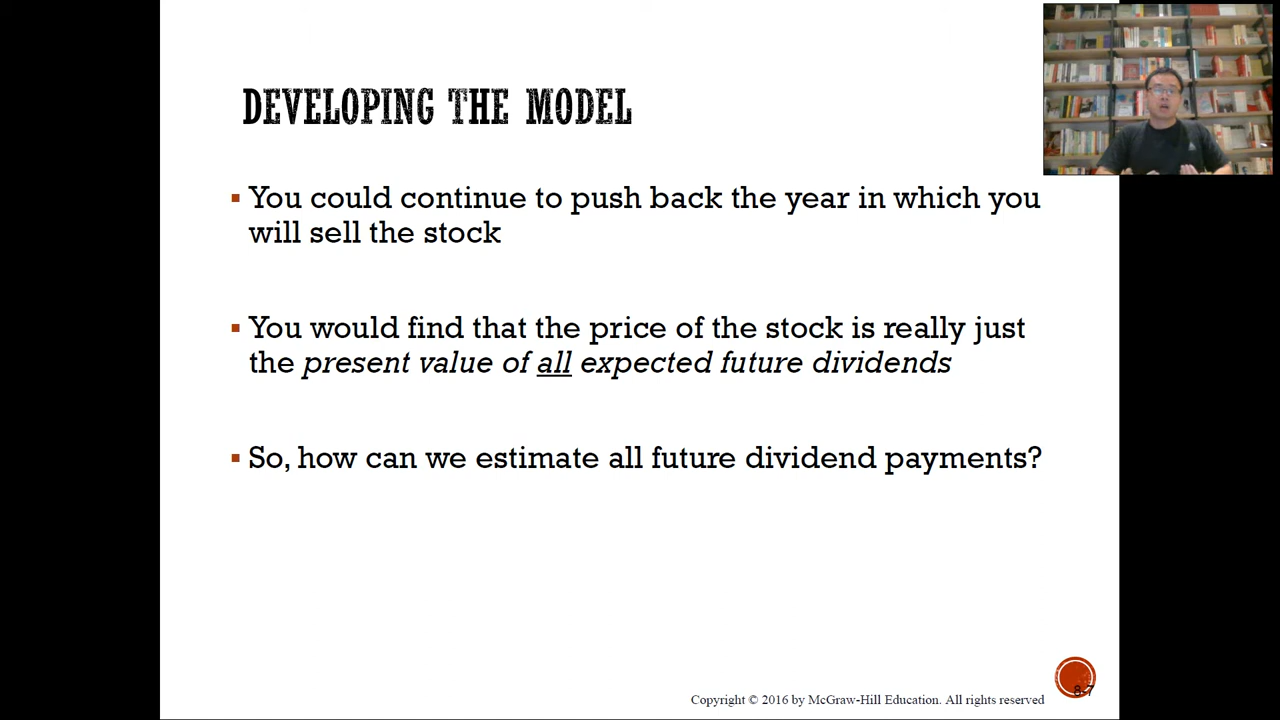 DEVELOPING THE MODEL
▪ You could continue to push back the year in which you
will sell the stock
▪ You would find that the price of the stock is really just
the present value of all expected future dividends
▪ So, how can we estimate all future dividend payments?
8-7
Copyright © 2016 by McGraw-Hill Education. All rights reserved